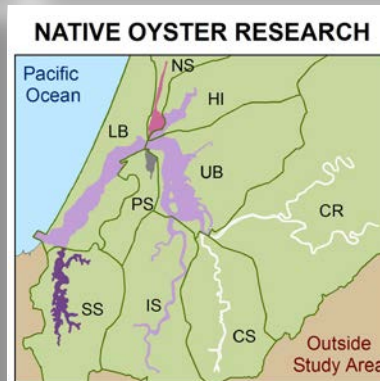 NATIVE OYSTER RESEARCH
Pacific
Ocean
NS
HI
LB
UB
PS
CR
SS
IS
CS
Outside
Study Area